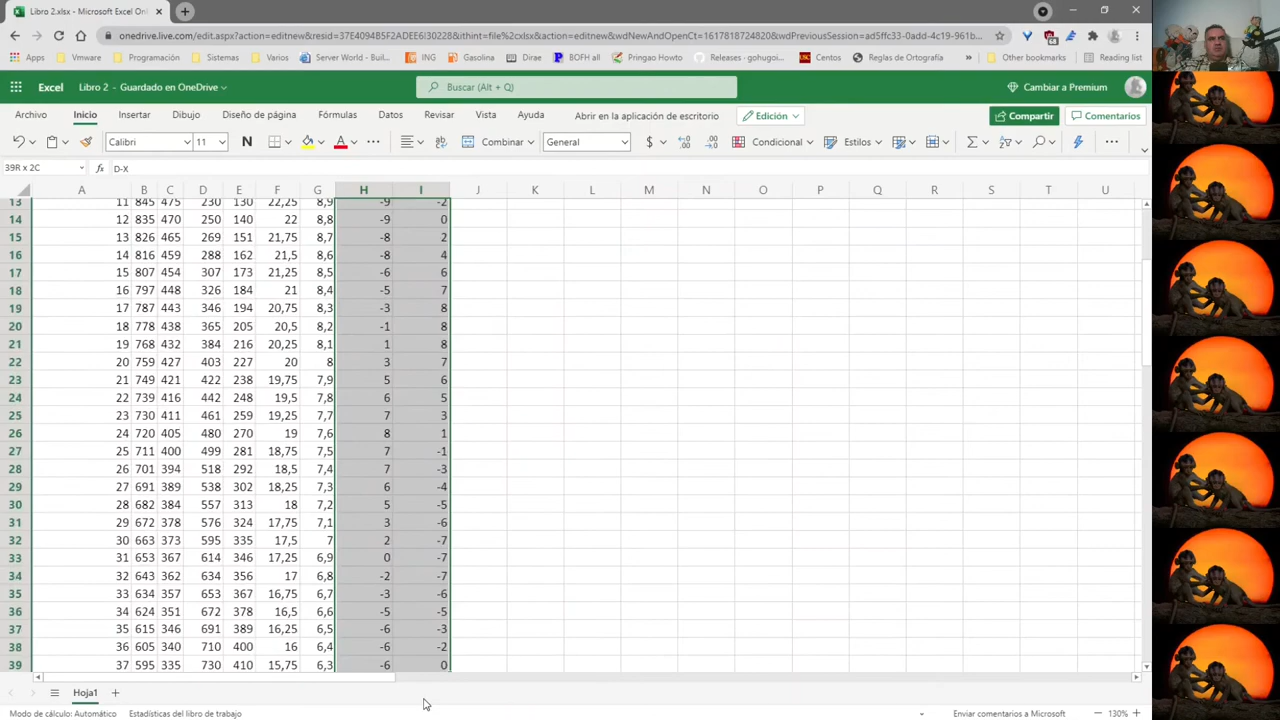 Libro 2.xlsx - Microsoft Excel Onl
onedrive.live.com/edit.aspx?action=editnew&resid=37E4094B5F2ADEE6!30228&ithint=file%2cxlsx&action=editnew&wdNewAndOpenCt=1617818724820&wdPreviousSession=ad5ffc33-0add-4c19-961b...
68
Apps Vmware Programación Sistemas Varios Server World - Buil... ING Gasolina Dirae BOFH all Pringao Howto Releases · gohugoi... Centos Reglas de Ortografía » Other bookmarks Reading list
Excel Libro 2 - Guardado en OneDrive Buscar (Alt + Q) Cambiar a Premium
Archivo Inicio Insertar Dibujo Diseño de página Fórmulas Datos Revisar Vista Ayuda Abrir en la aplicación de escritorio Edición Compartir Comentarios
Calibri 11 N A ... Combinar General $ Condicional Estilos
39R x 2C fx D-X
A B C D E F G H I J K L M N O P Q R S T U
13 11 845 475 230 130 22,25 8,9 -9 -2
14 12 835 470 250 140 22 8,8 -9 0
15 13 826 465 269 151 21,75 8,7 -8 2
16 14 816 459 288 162 21,5 8,6 -8 4
17 15 807 454 307 173 21,25 8,5 -6 6
18 16 797 448 326 184 21 8,4 -5 7
19 17 787 443 346 194 20,75 8,3 -3 8
20 18 778 438 365 205 20,5 8,2 -1 8
21 19 768 432 384 216 20,25 8,1 1 8
22 20 759 427 403 227 20 8 3 7
23 21 749 421 422 238 19,75 7,9 5 6
24 22 739 416 442 248 19,5 7,8 6 5
25 23 730 411 461 259 19,25 7,7 7 3
26 24 720 405 480 270 19 7,6 8 1
27 25 711 400 499 281 18,75 7,5 7 -1
28 26 701 394 518 292 18,5 7,4 7 -3
29 27 691 389 538 302 18,25 7,3 6 -4
30 28 682 384 557 313 18 7,2 5 -5
31 29 672 378 576 324 17,75 7,1 3 -6
32 30 663 373 595 335 17,5 7 2 -7
33 31 653 367 614 346 17,25 6,9 0 -7
34 32 643 362 634 356 17 6,8 -2 -7
35 33 634 357 653 367 16,75 6,7 -3 -6
36 34 624 351 672 378 16,5 6,6 -5 -5
37 35 615 346 691 389 16,25 6,5 -6 -3
38 36 605 340 710 400 16 6,4 -6 -2
39 37 595 335 730 410 15,75 6,3 -6 0
Hoja1
Modo de cálculo: Automático Estadísticas del libro de trabajo Enviar comentarios a Microsoft 130%